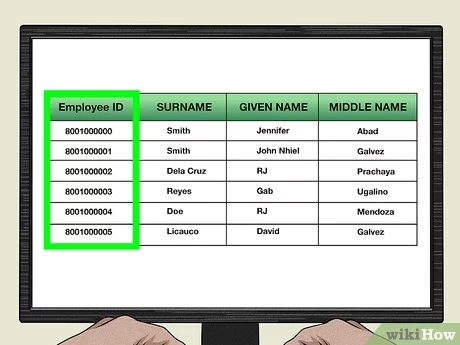 Employee ID SURNAME GIVEN NAME MIDDLE NAME
8001000000 Smith Jennifer Abad
8001000001 Smith John Nhiel Galvez
8001000002 Dela Cruz RJ Prachaya
8001000003 Reyes Gab Ugalino
8001000004 Doe RJ Mendoza
8001000005 Licauco David Galvez
wikiHow